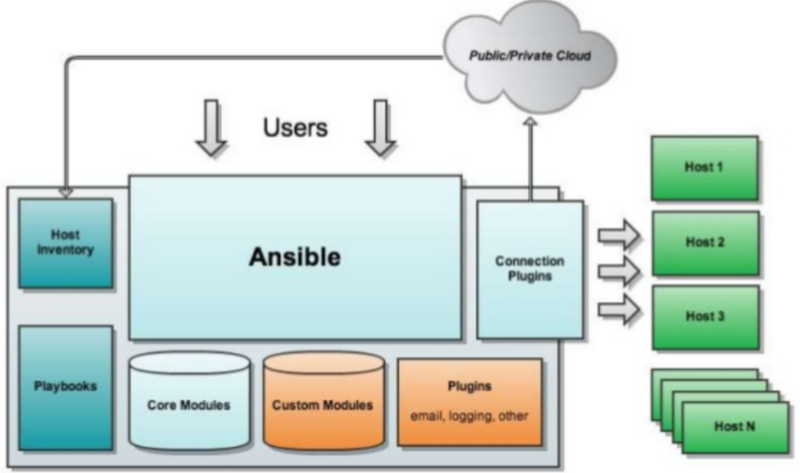 Public/Private Cloud
Users
Host
Inventory
Ansible
Connection
Plugins
Host 1
Host 2
Host 3
Playbooks
Core Modules
Custom Modules
Plugins
email, logging, other
Host N